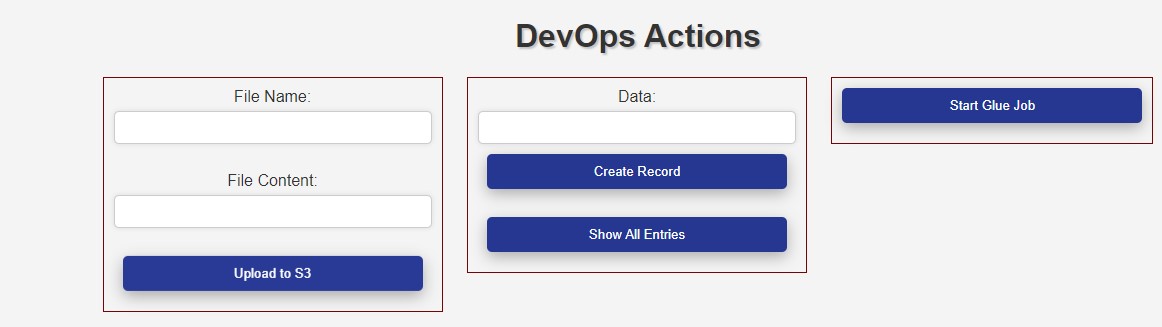 DevOps Actions
File Name:
File Content:
Upload to S3
Data:
Create Record
Show All Entries
Start Glue Job